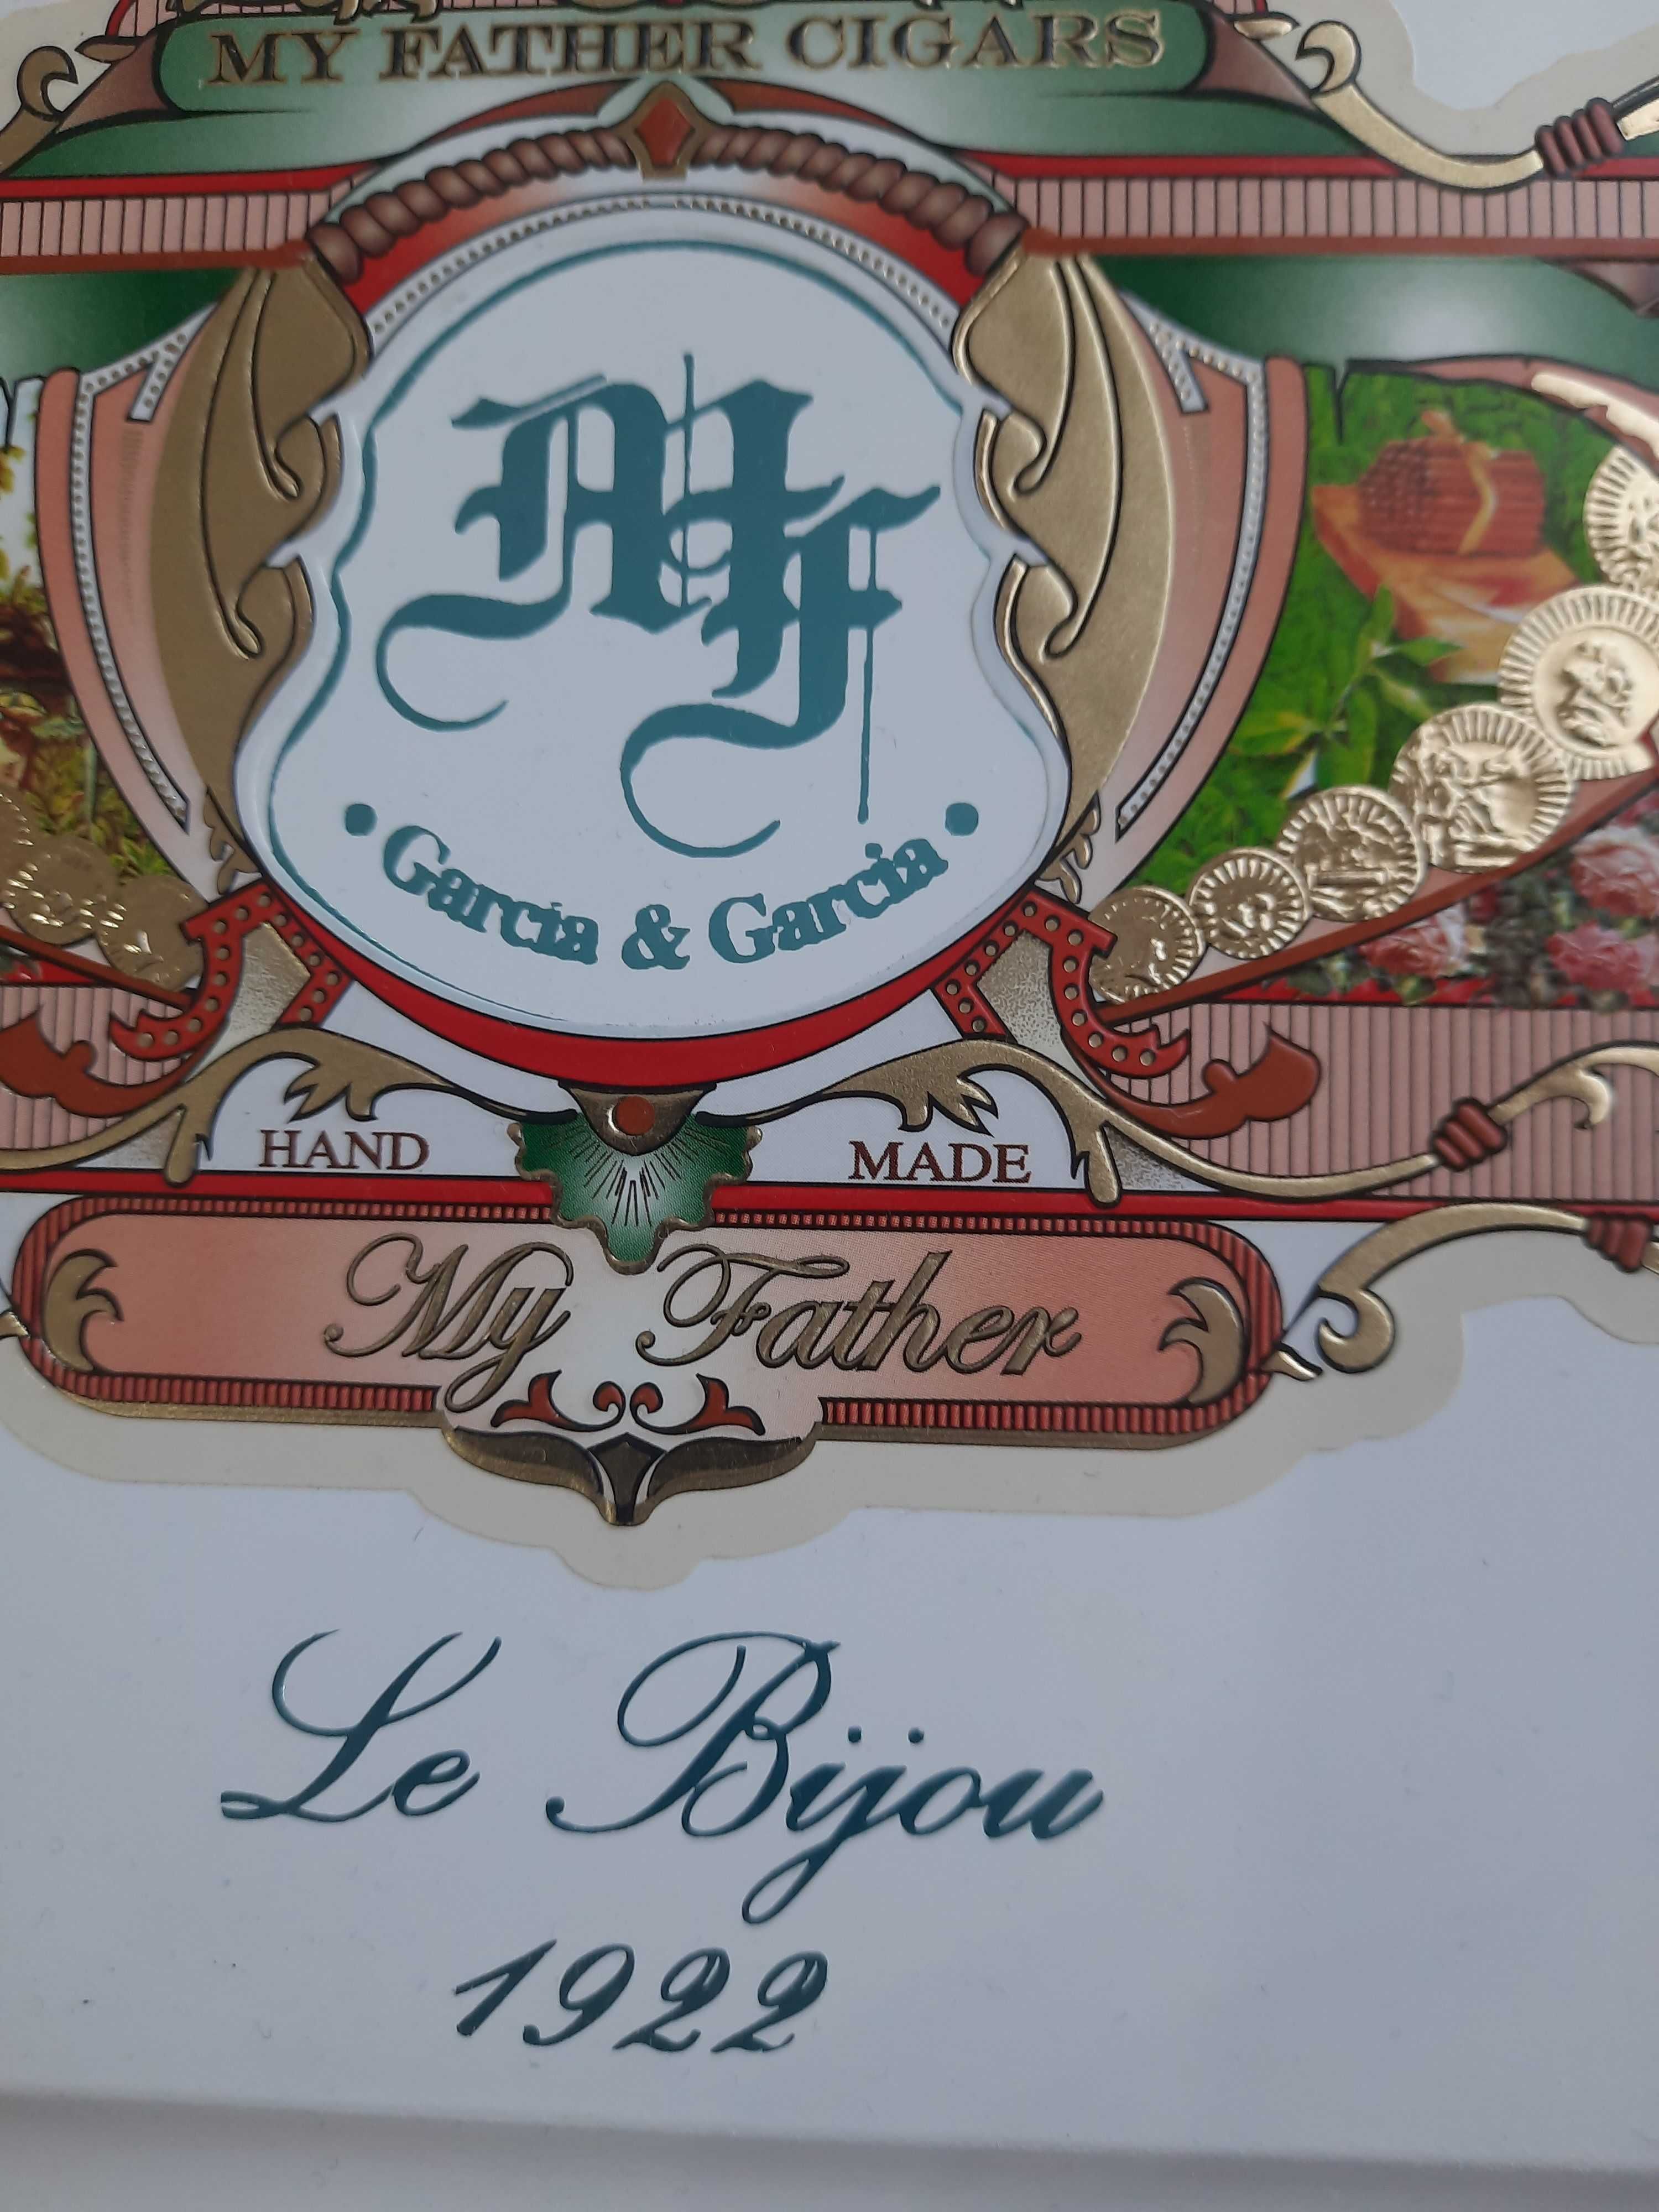 MY FATHER CIGARS
MF
• Garcia & Garcia •
HAND MADE
My Father
Le Bijou
1922